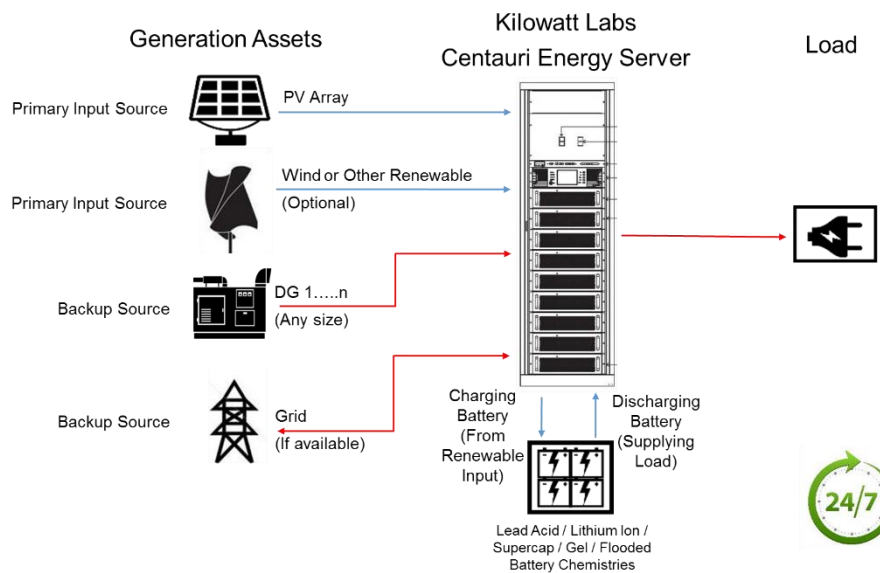 Generation Assets
Kilowatt Labs
Centauri Energy Server
Load
Primary Input Source
PV Array
Primary Input Source
Wind or Other Renewable
(Optional)
Backup Source
DG 1.....n
(Any size)
Backup Source
Grid
(If available)
Charging
Battery
(From
Renewable
Input)
Discharging
Battery
(Supplying
Load)
Lead Acid / Lithium Ion /
Supercap / Gel / Flooded
Battery Chemistries
24/7